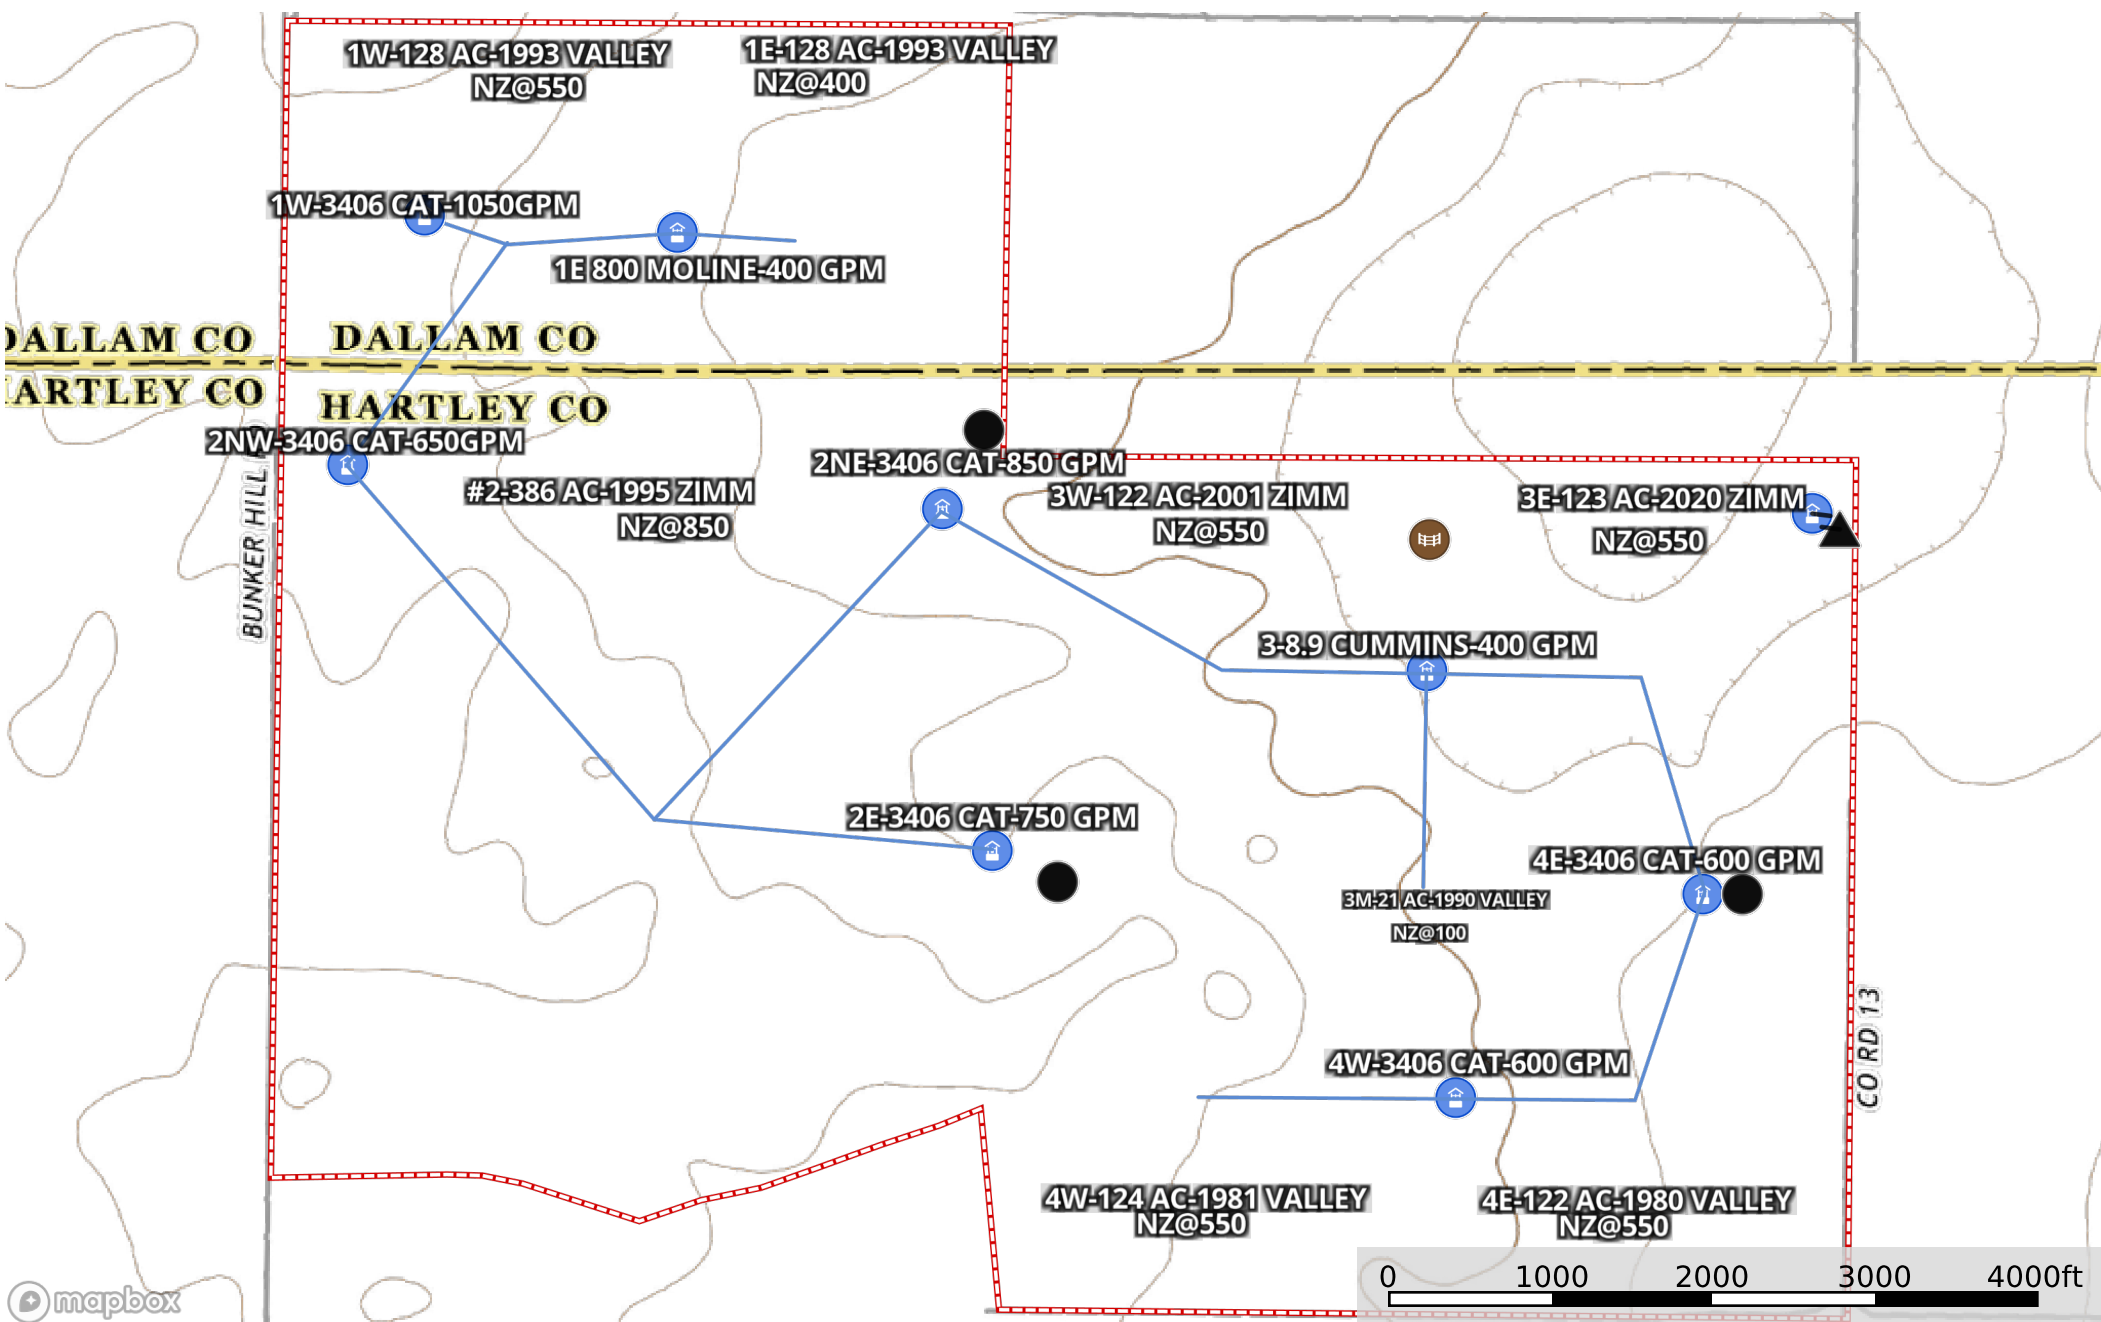 1W-128 AC-1993 VALLEY
NZ@550
1E-128 AC-1993 VALLEY
NZ@400
1W-3406 CAT-1050GPM
1E 800 MOLINE-400 GPM
DALLAM CO
DALLAM CO
HARTLEY CO
HARTLEY CO
2NW-3406 CAT-650GPM
BUNKER HILL
2NE-3406 CAT-850 GPM
#2-386 AC-1995 ZIMM
NZ@850
3W-122 AC-2001 ZIMM
NZ@550
3E-123 AC-2020 ZIMM
NZ@550
3-8.9 CUMMINS-400 GPM
2E-3406 CAT-750 GPM
4E-3406 CAT-600 GPM
3M-21 AC-1990 VALLEY
NZ@100
CO RD 13
4W-3406 CAT-600 GPM
4W-124 AC-1981 VALLEY
NZ@550
4E-122 AC-1980 VALLEY
NZ@550
0 1000 2000 3000 4000ft
mapbox